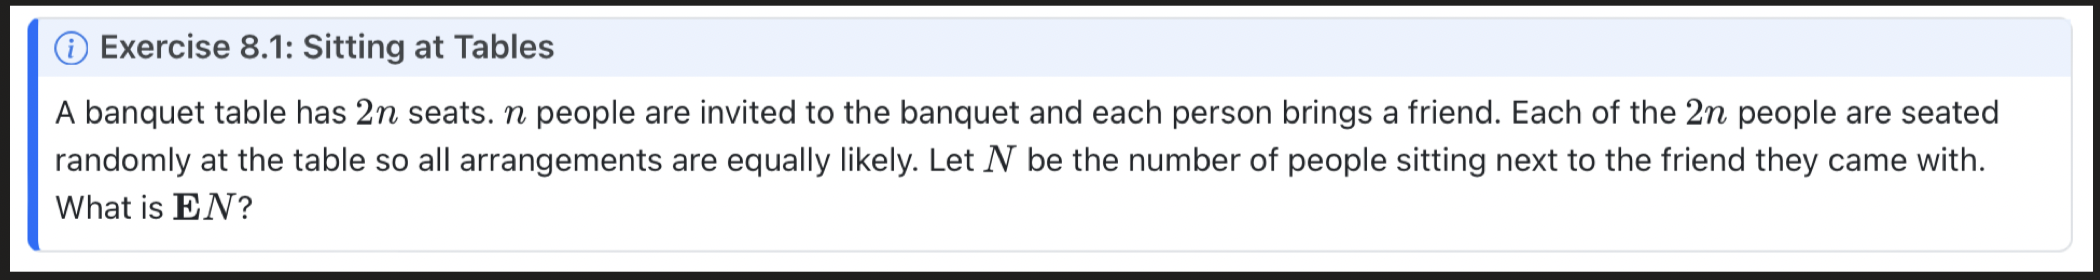 Exercise 8.1: Sitting at Tables
A banquet table has 2n seats. n people are invited to the banquet and each person brings a friend. Each of the 2n people are seated
randomly at the table so all arrangements are equally likely. Let N be the number of people sitting next to the friend they came with.
What is EN?